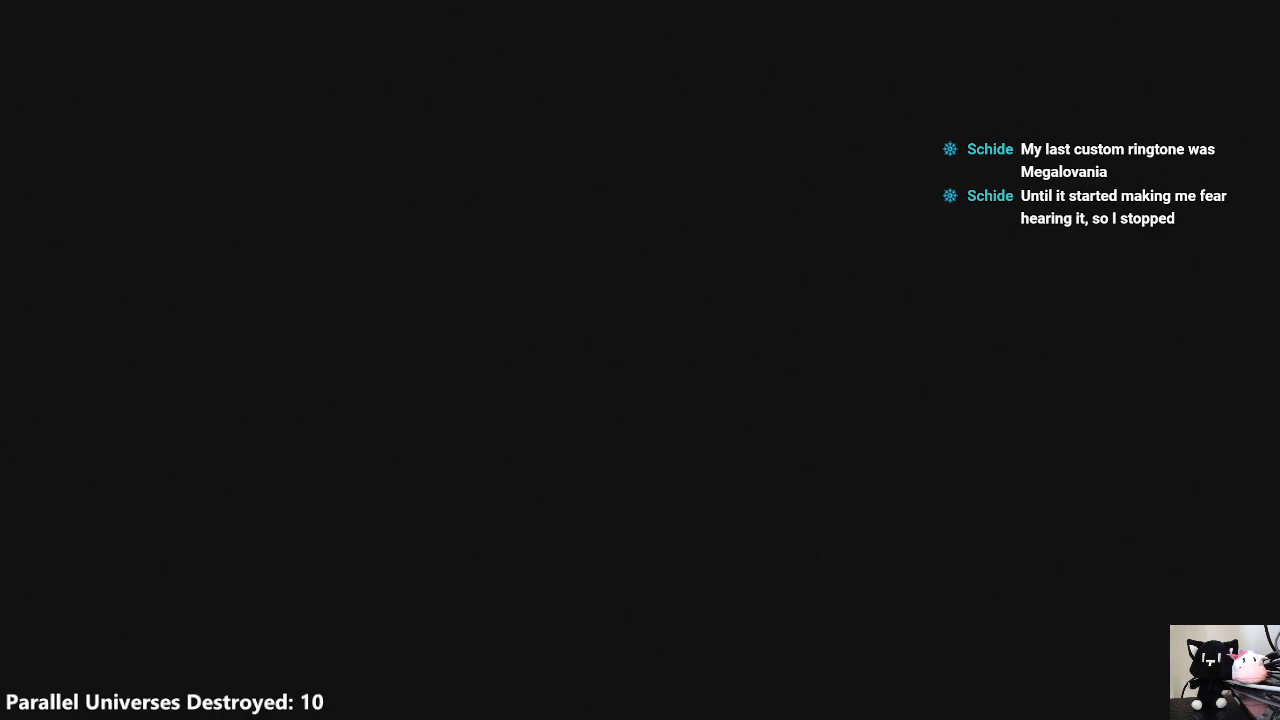 Schide My last custom ringtone was
Megalovania
Schide Until it started making me fear
hearing it, so I stopped
Parallel Universes Destroyed: 10